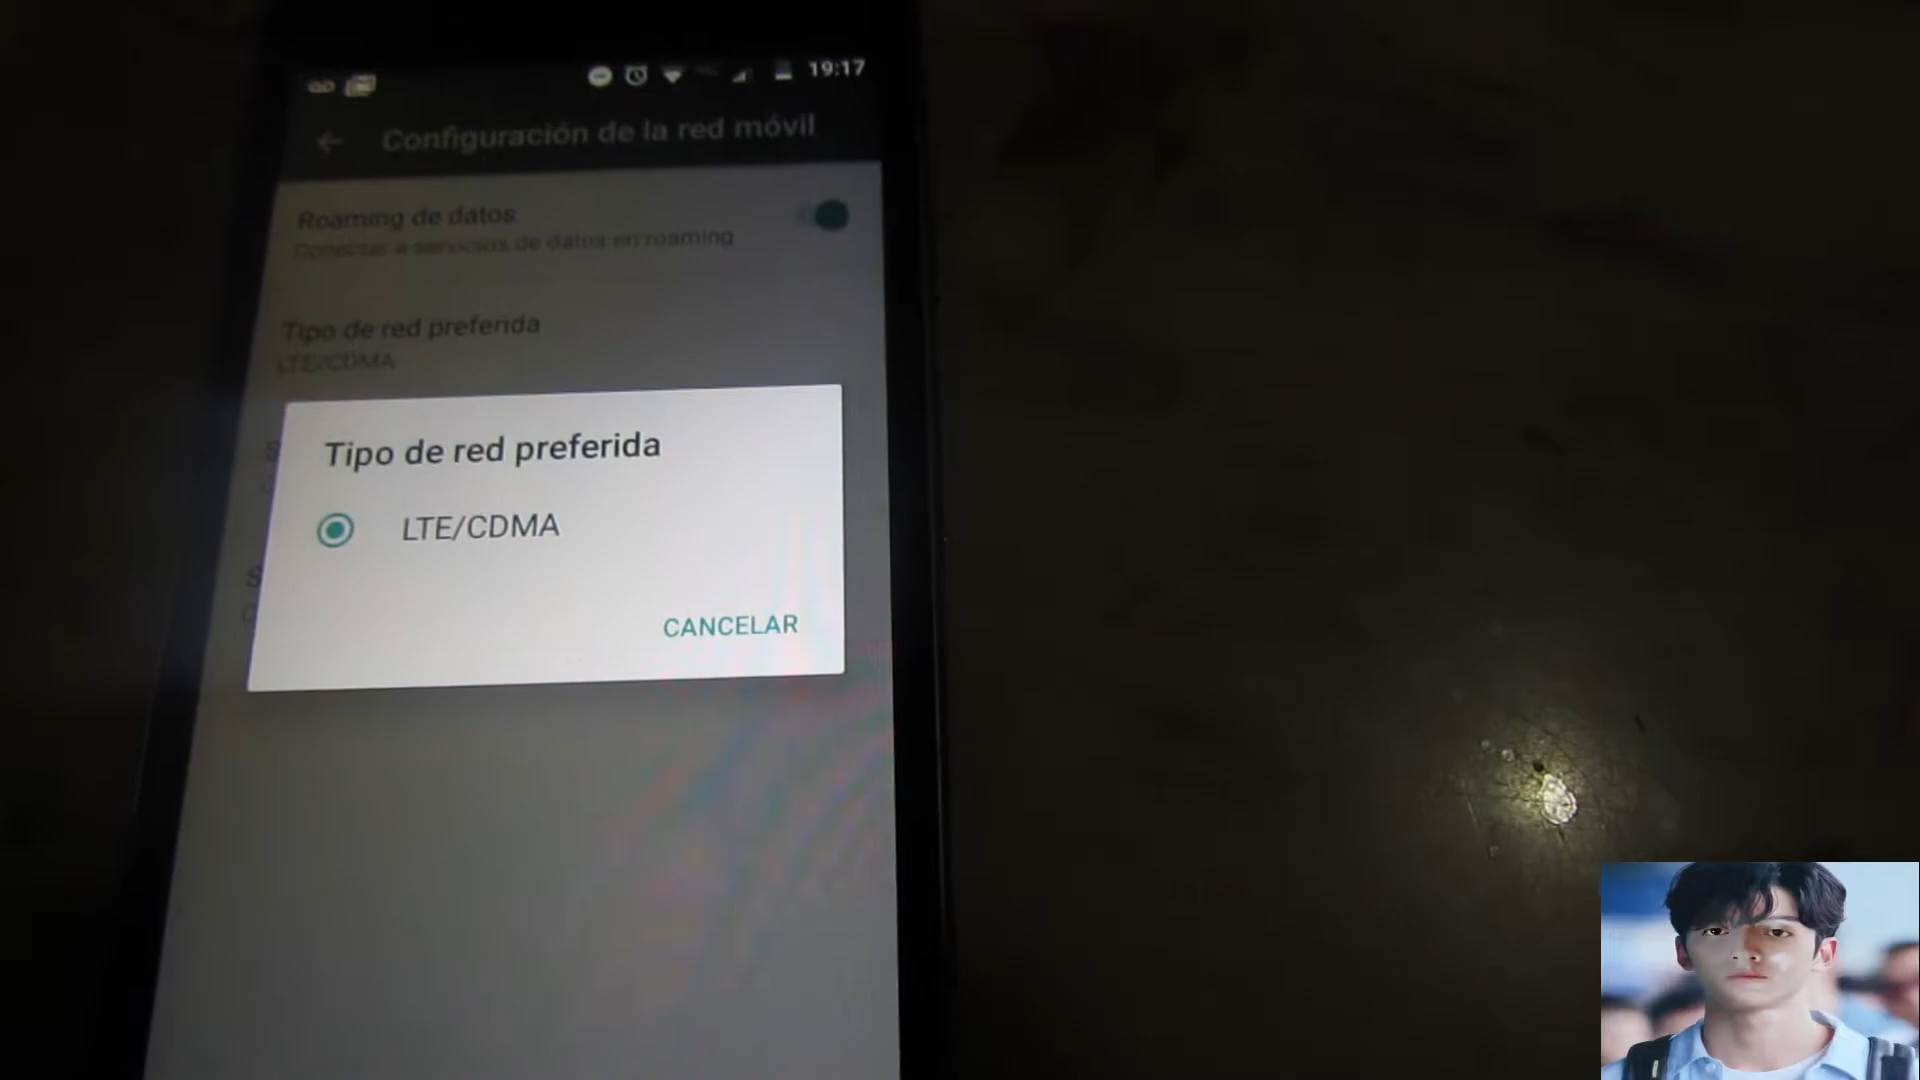 19:17
Configuración de la red móvil
Roaming de datos
Conectar a servicios de datos en roaming
Tipo de red preferida
LTE/CDMA
Tipo de red preferida
LTE/CDMA
CANCELAR